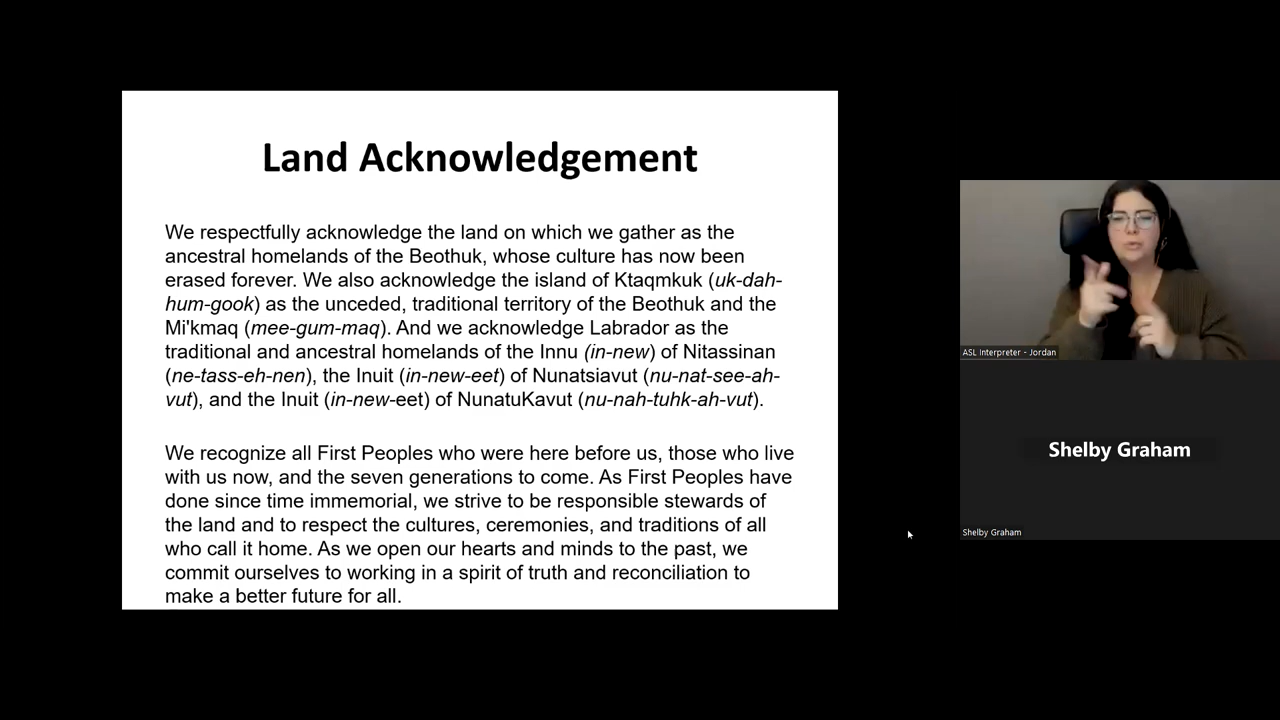 Land Acknowledgement
We respectfully acknowledge the land on which we gather as the
ancestral homelands of the Beothuk, whose culture has now been
erased forever. We also acknowledge the island of Ktaqmkuk (uk-dah-
hum-gook) as the unceded, traditional territory of the Beothuk and the
Mi'kmaq (mee-gum-maq). And we acknowledge Labrador as the
traditional and ancestral homelands of the Innu (in-new) of Nitassinan
(ne-tass-eh-nen), the Inuit (in-new-eet) of Nunatsiavut (nu-nat-see-ah-
vut), and the Inuit (in-new-eet) of NunatuKavut (nu-nah-tuhk-ah-vut).
We recognize all First Peoples who were here before us, those who live
with us now, and the seven generations to come. As First Peoples have
done since time immemorial, we strive to be responsible stewards of
the land and to respect the cultures, ceremonies, and traditions of all
who call it home. As we open our hearts and minds to the past, we
commit ourselves to working in a spirit of truth and reconciliation to
make a better future for all.
ASL Interpreter - Jordan
Shelby Graham
Shelby Graham